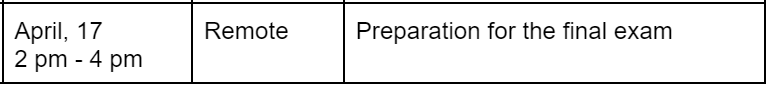 April, 17
2 pm - 4 pm
Remote
Preparation for the final exam